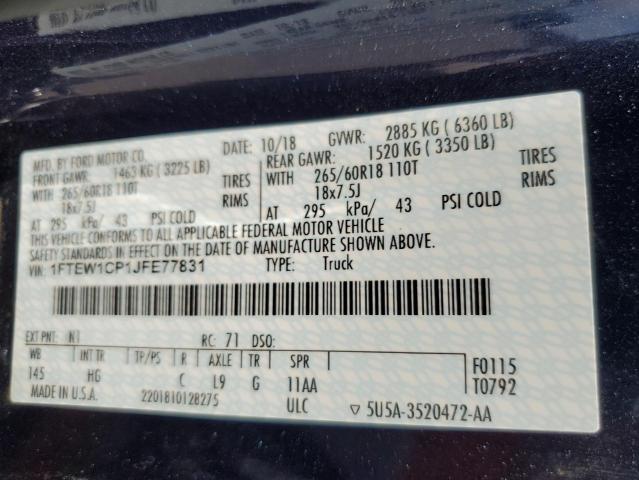 MFD. BY FORD MOTOR CO.
DATE: 10/18 GVWR: 2885 KG ( 6360 LB)
FRONT GAWR: 1463 KG ( 3225 LB)
REAR GAWR: 1520 KG ( 3350 LB)
WITH 265/60R18 110T TIRES
WITH 265/60R18 110T TIRES
18x7.5J RIMS
18x7.5J RIMS
AT 295 kPa/ 43 PSI COLD
AT 295 kPa/ 43 PSI COLD
THIS VEHICLE CONFORMS TO ALL APPLICABLE FEDERAL MOTOR VEHICLE
SAFETY STANDARDS IN EFFECT ON THE DATE OF MANUFACTURE SHOWN ABOVE.
VIN: 1FTEW1CP1JFE77831 TYPE: Truck
EXT PNT: N1 RC: 71 DSO:
WB INT TR TP/PS R AXLE TR SPR F0115
145 HG C L9 G 11AA T0792
MADE IN U.S.A. 2201810128275 ULC ▽ 5U5A-3520472-AA